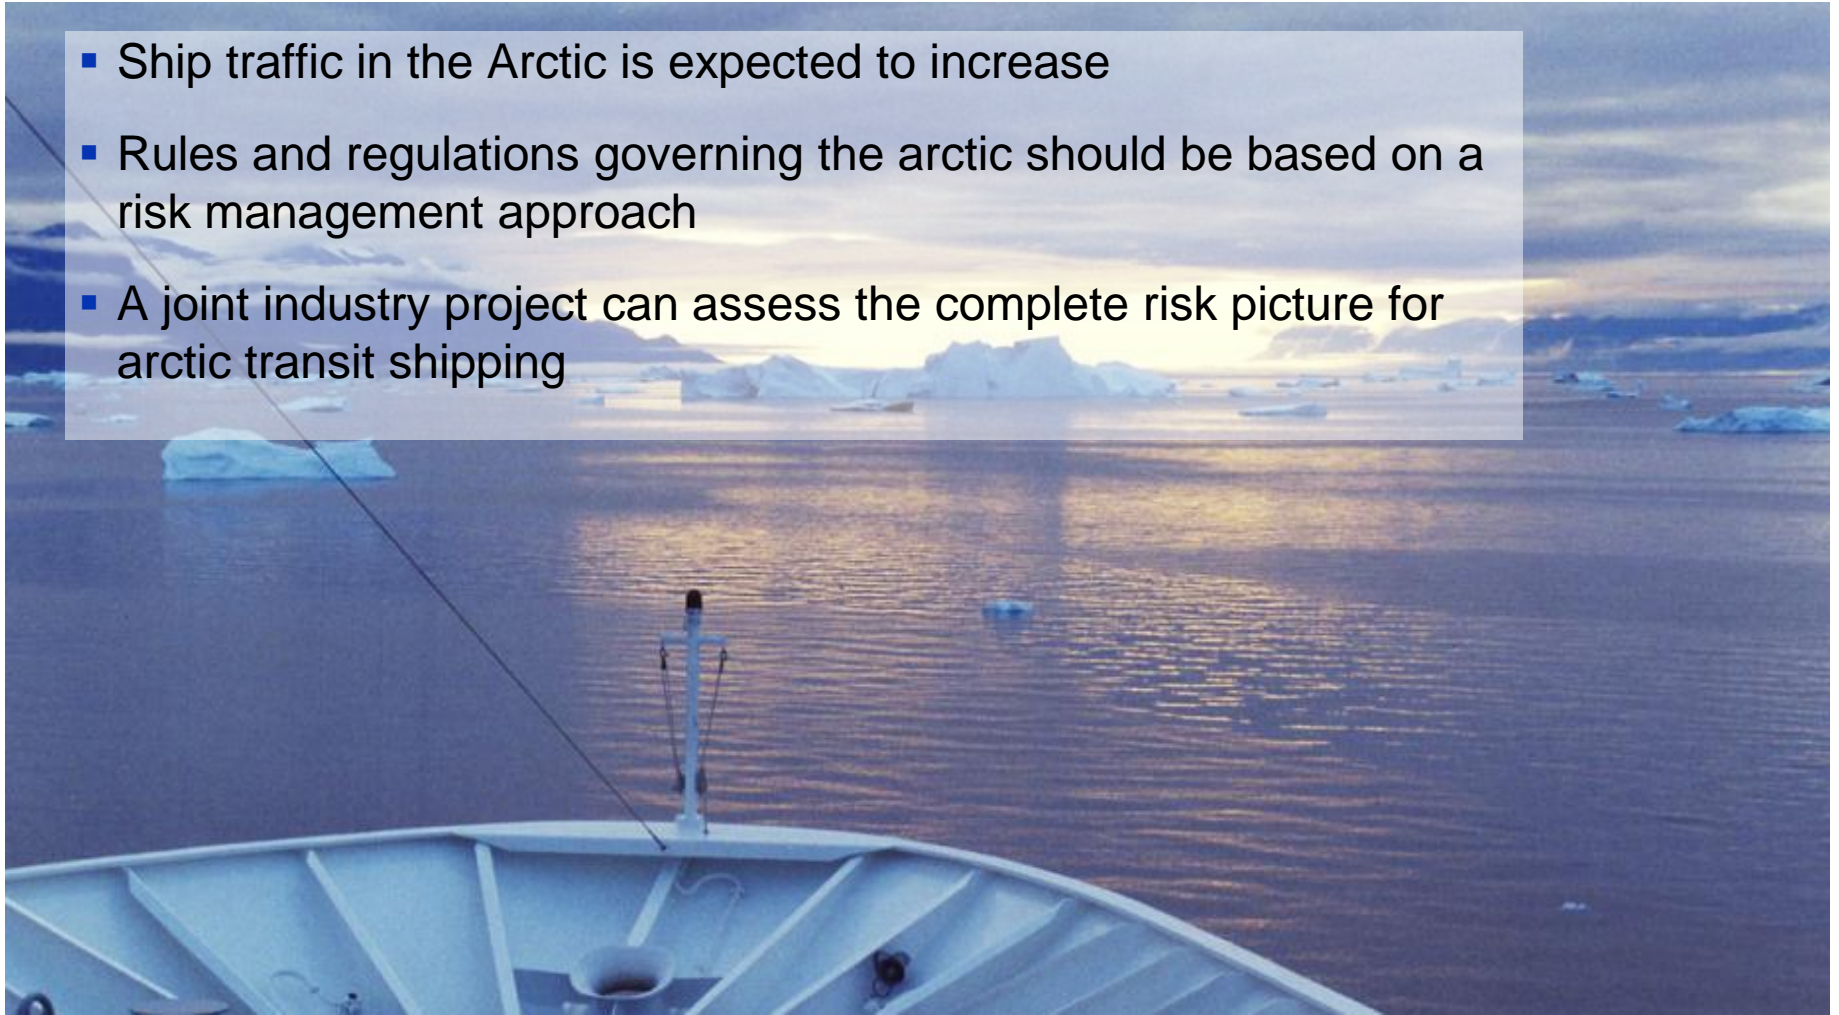 ▪ Ship traffic in the Arctic is expected to increase
▪ Rules and regulations governing the arctic should be based on a
risk management approach
▪ A joint industry project can assess the complete risk picture for
arctic transit shipping